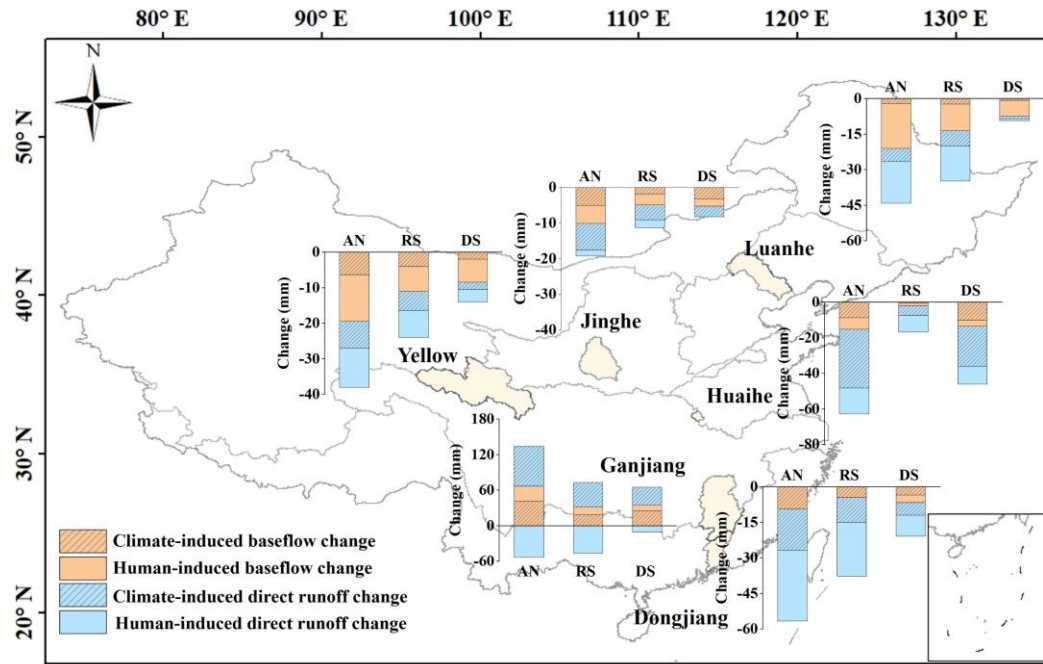 80° E 90° E 100° E 110° E 120° E 130° E
N
50° N
40° N
30° N
20° N
AN RS DS
0
-15
-30
-45
-60
Change (mm)
AN RS DS
0
-10
-20
-30
-40
Change (mm)
Luanhe
AN RS DS
0
-10
-20
-30
-40
Change (mm)
Jinghe
Yellow
AN RS DS
0
-20
-40
-60
-80
Change (mm)
Huaihe
180
120
60
0
-60
Change (mm)
Ganjiang
AN RS DS
AN RS DS
0
-15
-30
-45
-60
Change (mm)
Dongjiang
Climate-induced baseflow change
Human-induced baseflow change
Climate-induced direct runoff change
Human-induced direct runoff change